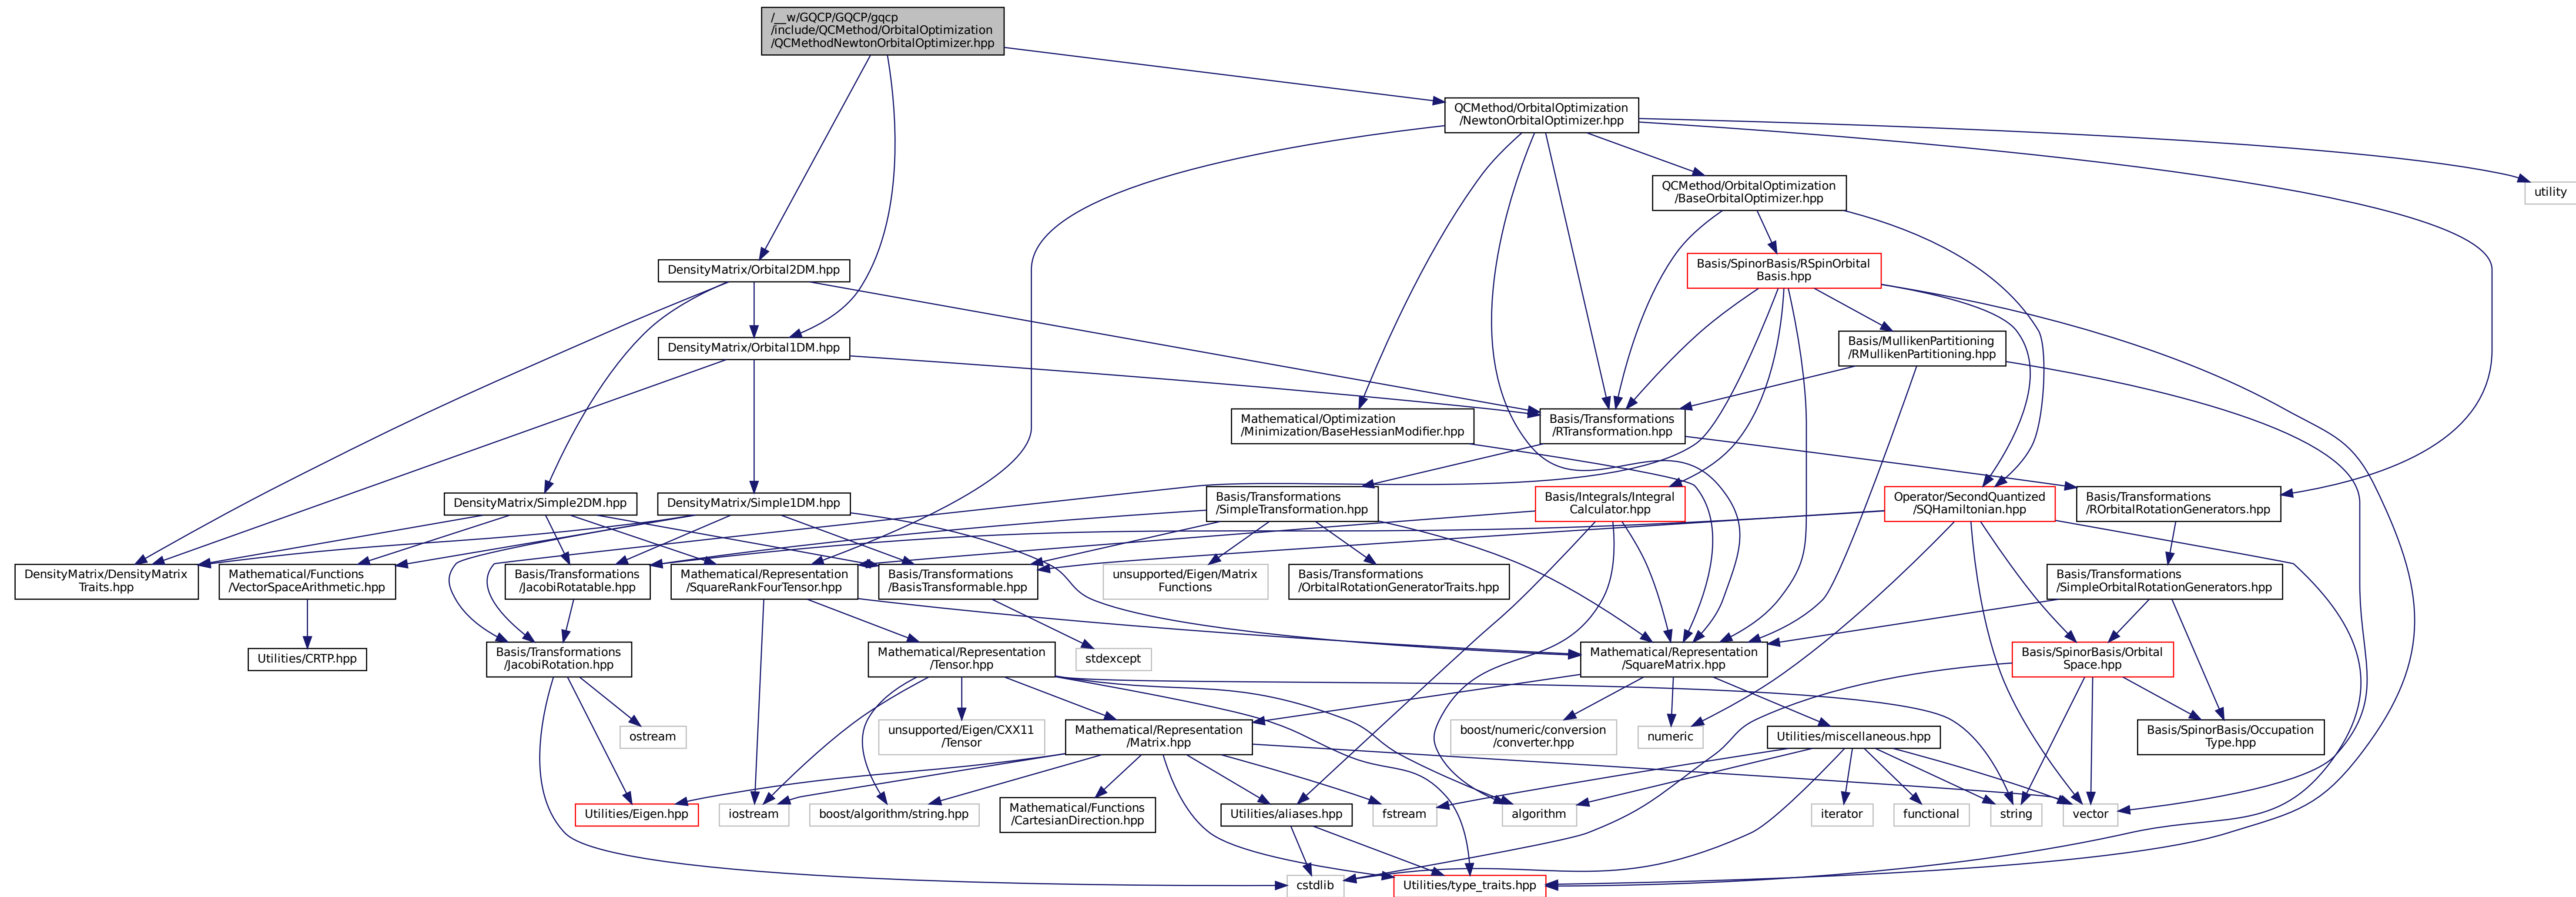 /__w/GQCP/GQCP/gqcp
/include/QCMethod/OrbitalOptimization
/QCMethodNewtonOrbitalOptimizer.hpp
QCMethod/OrbitalOptimization
/NewtonOrbitalOptimizer.hpp
QCMethod/OrbitalOptimization
/BaseOrbitalOptimizer.hpp
utility
DensityMatrix/Orbital2DM.hpp
Basis/SpinorBasis/RSpinOrbital
Basis.hpp
DensityMatrix/Orbital1DM.hpp
Basis/MullikenPartitioning
/RMullikenPartitioning.hpp
Mathematical/Optimization
/Minimization/BaseHessianModifier.hpp
Basis/Transformations
/RTransformation.hpp
DensityMatrix/Simple2DM.hpp
DensityMatrix/Simple1DM.hpp
Basis/Transformations
/SimpleTransformation.hpp
Basis/Integrals/Integral
Calculator.hpp
Operator/SecondQuantized
/SQHamiltonian.hpp
Basis/Transformations
/ROrbitalRotationGenerators.hpp
DensityMatrix/DensityMatrix
Traits.hpp
Mathematical/Functions
/VectorSpaceArithmetic.hpp
Basis/Transformations
/JacobiRotatable.hpp
Mathematical/Representation
/SquareRankFourTensor.hpp
Basis/Transformations
/BasisTransformable.hpp
unsupported/Eigen/Matrix
Functions
Basis/Transformations
/OrbitalRotationGeneratorTraits.hpp
Basis/Transformations
/SimpleOrbitalRotationGenerators.hpp
Utilities/CRTP.hpp
Basis/Transformations
/JacobiRotation.hpp
Mathematical/Representation
/Tensor.hpp
stdexcept
Mathematical/Representation
/SquareMatrix.hpp
Basis/SpinorBasis/Orbital
Space.hpp
ostream
unsupported/Eigen/CXX11
/Tensor
Mathematical/Representation
/Matrix.hpp
boost/numeric/conversion
/converter.hpp
numeric
Utilities/miscellaneous.hpp
Basis/SpinorBasis/Occupation
Type.hpp
Utilities/Eigen.hpp
iostream
boost/algorithm/string.hpp
Mathematical/Functions
/CartesianDirection.hpp
Utilities/aliases.hpp
fstream
algorithm
iterator
functional
string
vector
cstdlib
Utilities/type_traits.hpp